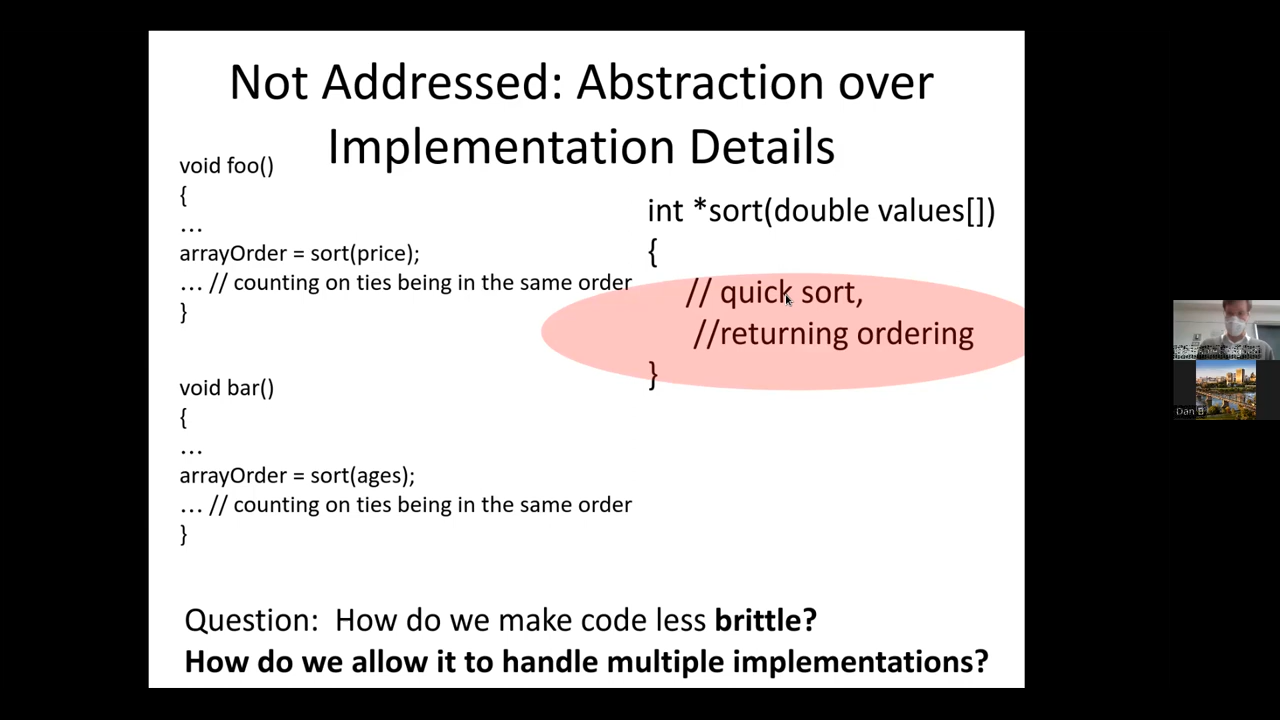 Not Addressed: Abstraction over
Implementation Details
void foo()
{
...
arrayOrder = sort(price);
... // counting on ties being in the same order
}
void bar()
{
...
arrayOrder = sort(ages);
... // counting on ties being in the same order
}
int *sort(double values[])
{
// quick sort,
//returning ordering
}
Question:  How do we make code less brittle?
How do we allow it to handle multiple implementations?
Dan B